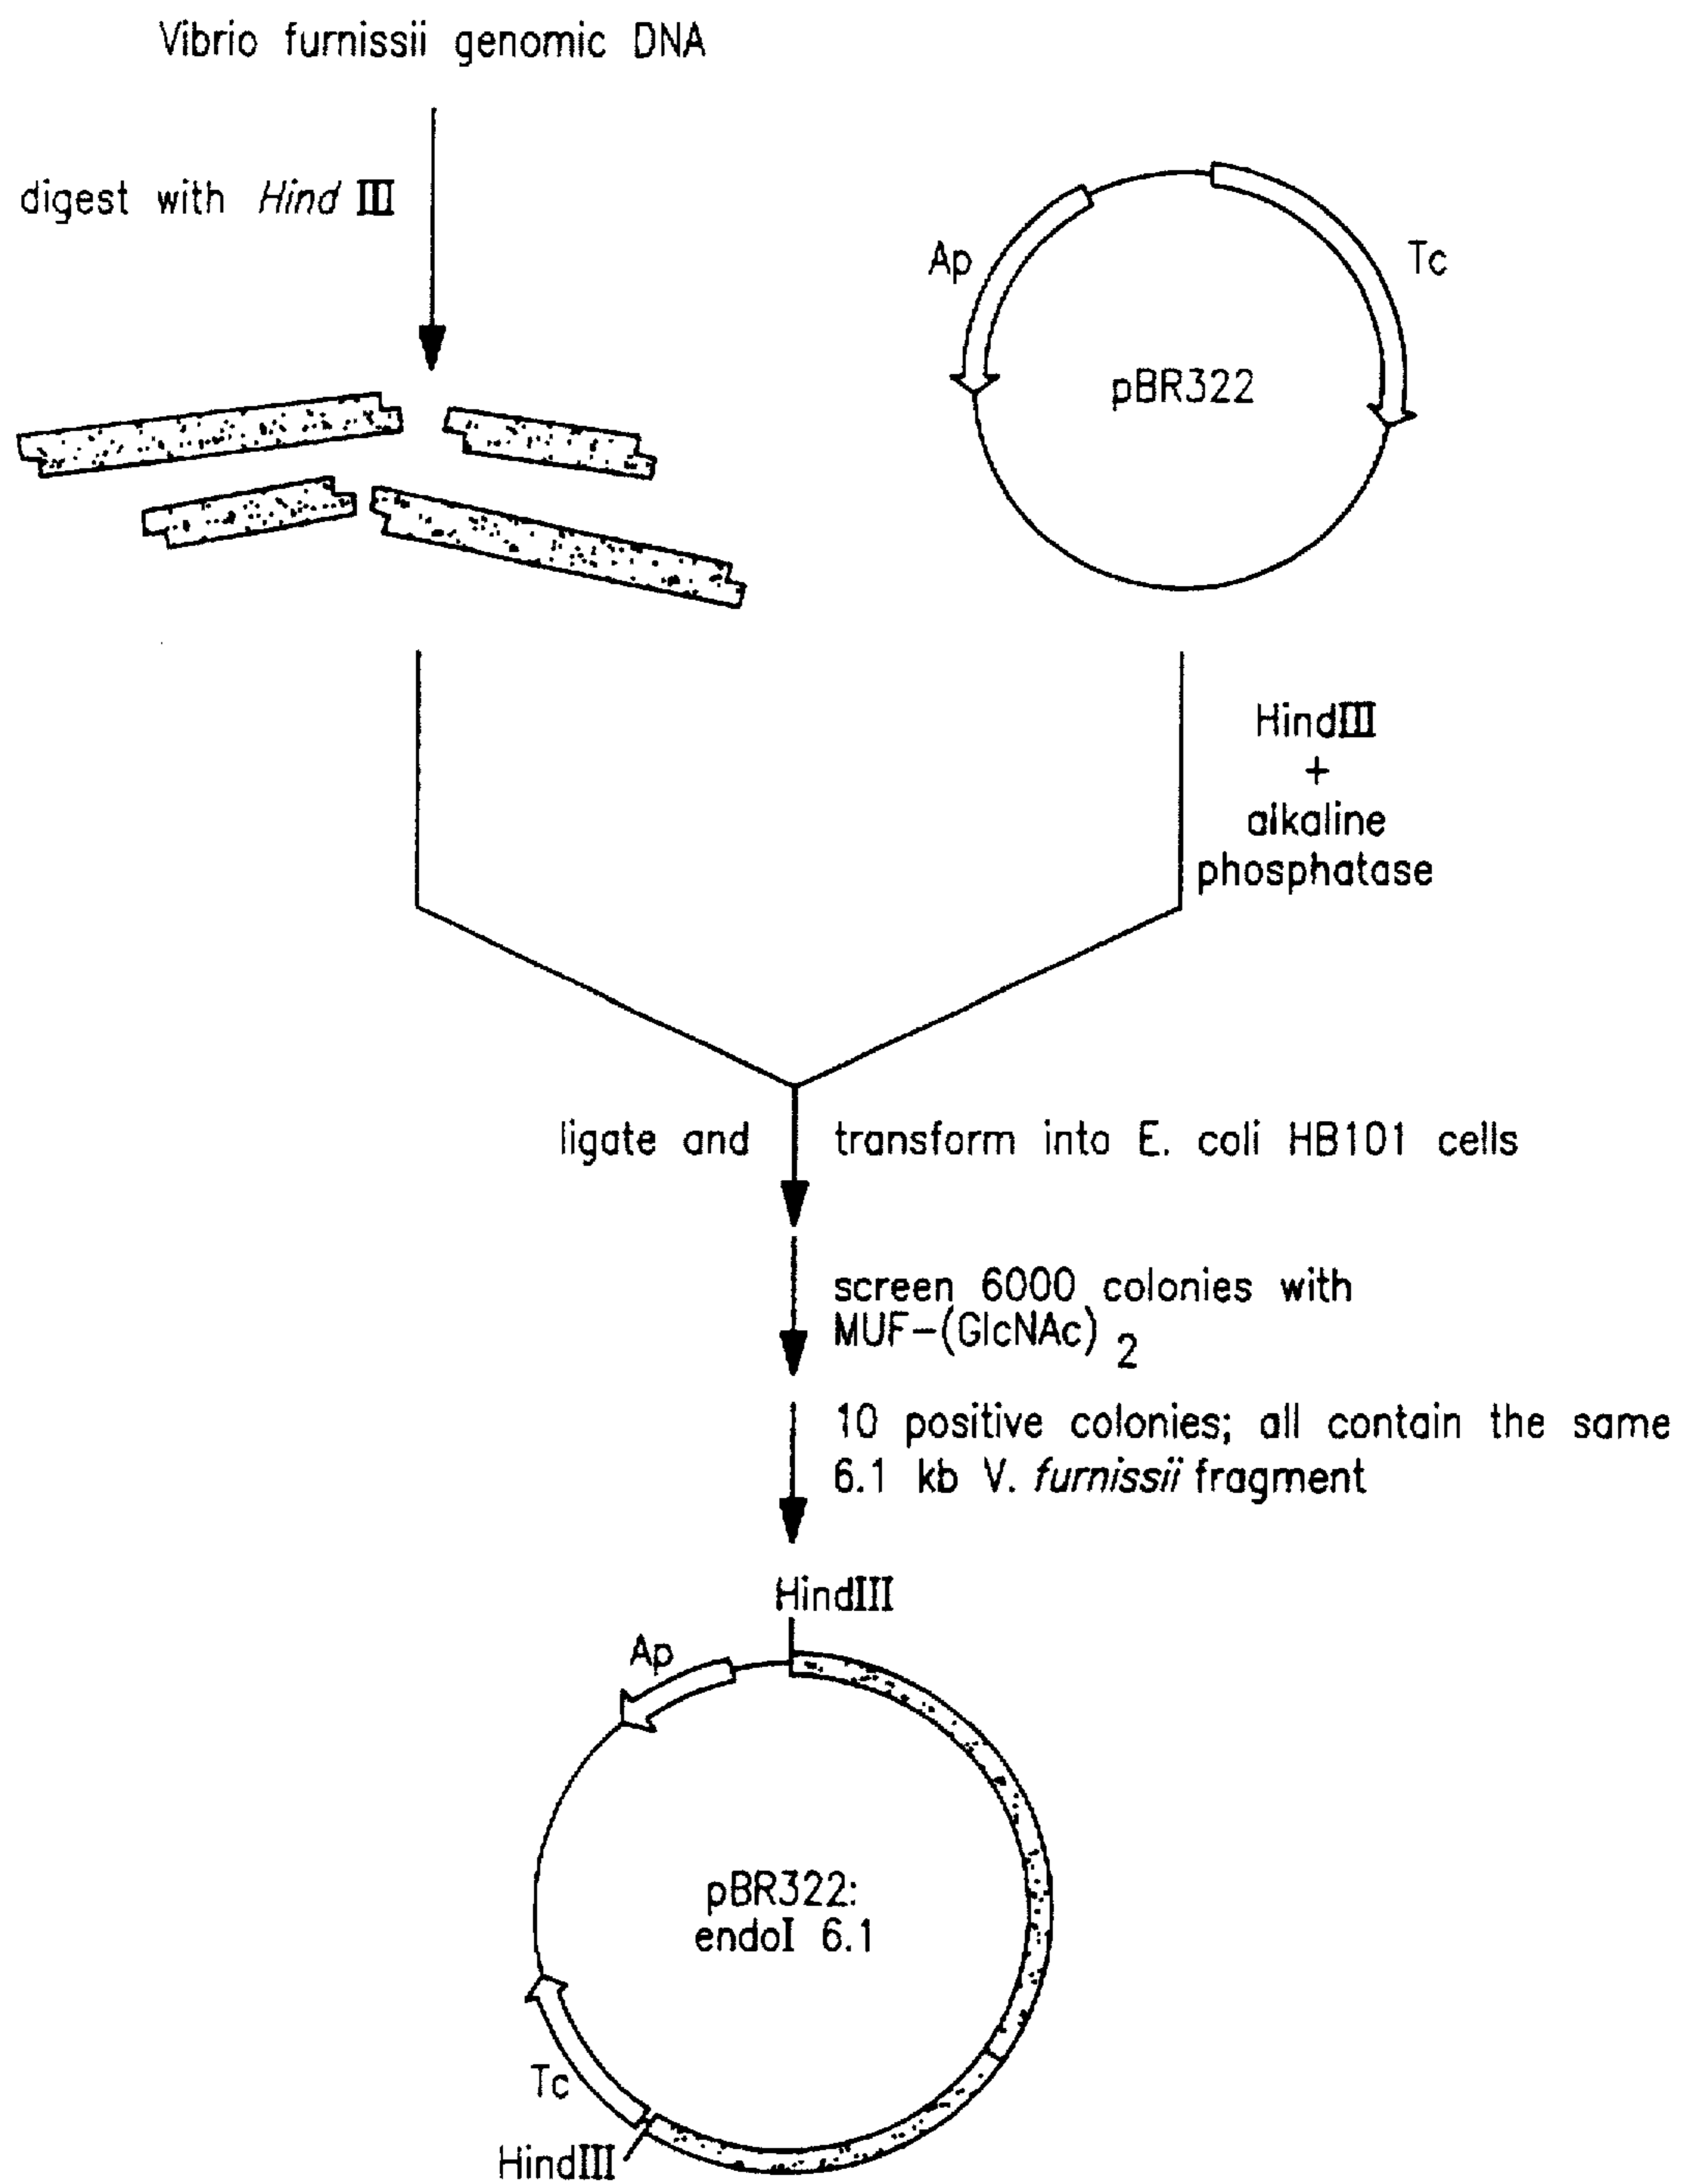 Vibrio furnissii genomic DNA
digest with Hind III
Ap
Tc
pBR322
HindIII
+
alkaline
phosphatase
ligate and transform into E. coli HB101 cells
screen 6000 colonies with
MUF-(GlcNAc) 2
10 positive colonies; all contain the same
6.1 kb V. furnissii fragment
HindIII
Ap
pBR322:
endoI 6.1
Tc
HindIII